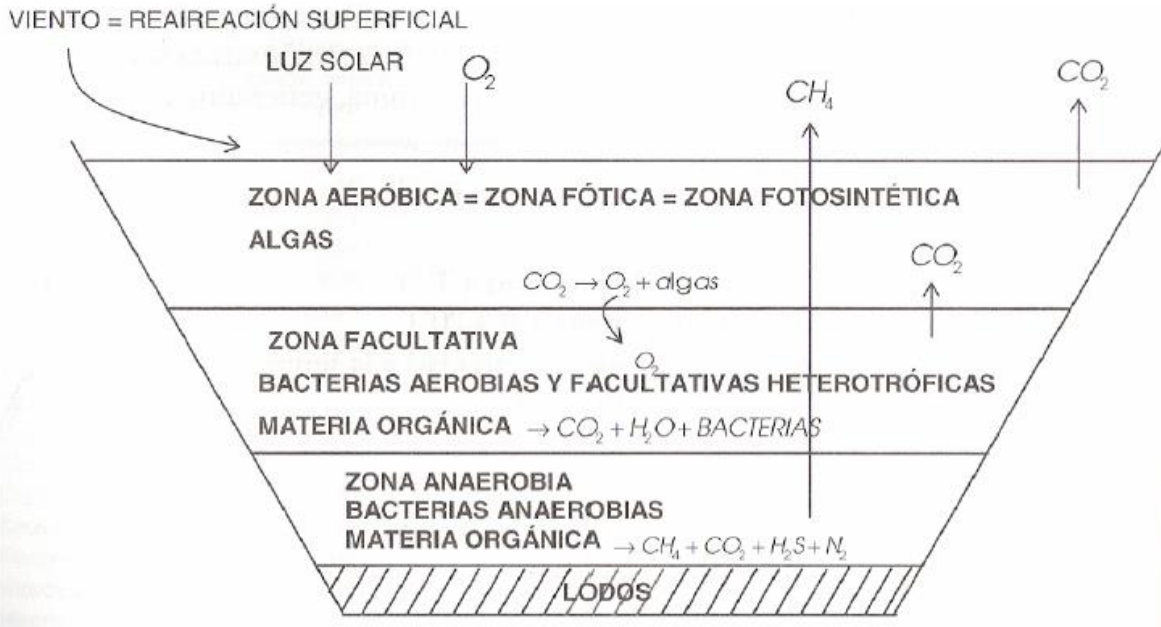 VIENTO = REAIREACIÓN SUPERFICIAL
LUZ SOLAR
O₂
CH₄
CO₂
ZONA AERÓBICA = ZONA FÓTICA = ZONA FOTOSINTÉTICA
ALGAS
CO₂
CO₂ → O₂ + algas
ZONA FACULTATIVA
O₂
BACTERIAS AEROBIAS Y FACULTATIVAS HETEROTRÓFICAS
MATERIA ORGÁNICA → CO₂ + H₂O + BACTERIAS
ZONA ANAEROBIA
BACTERIAS ANAEROBIAS
MATERIA ORGÁNICA → CH₄ + CO₂ + H₂S + N₂
LODOS